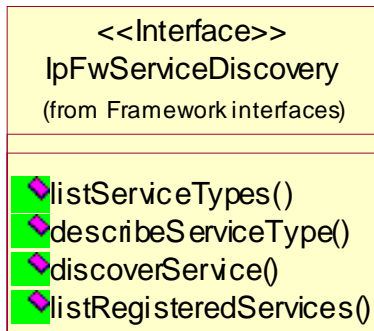 <<Interface>>
IpFwServiceDiscovery
(from Framework interfaces)
listServiceTypes()
describeServiceType()
discoverService()
listRegisteredServices()